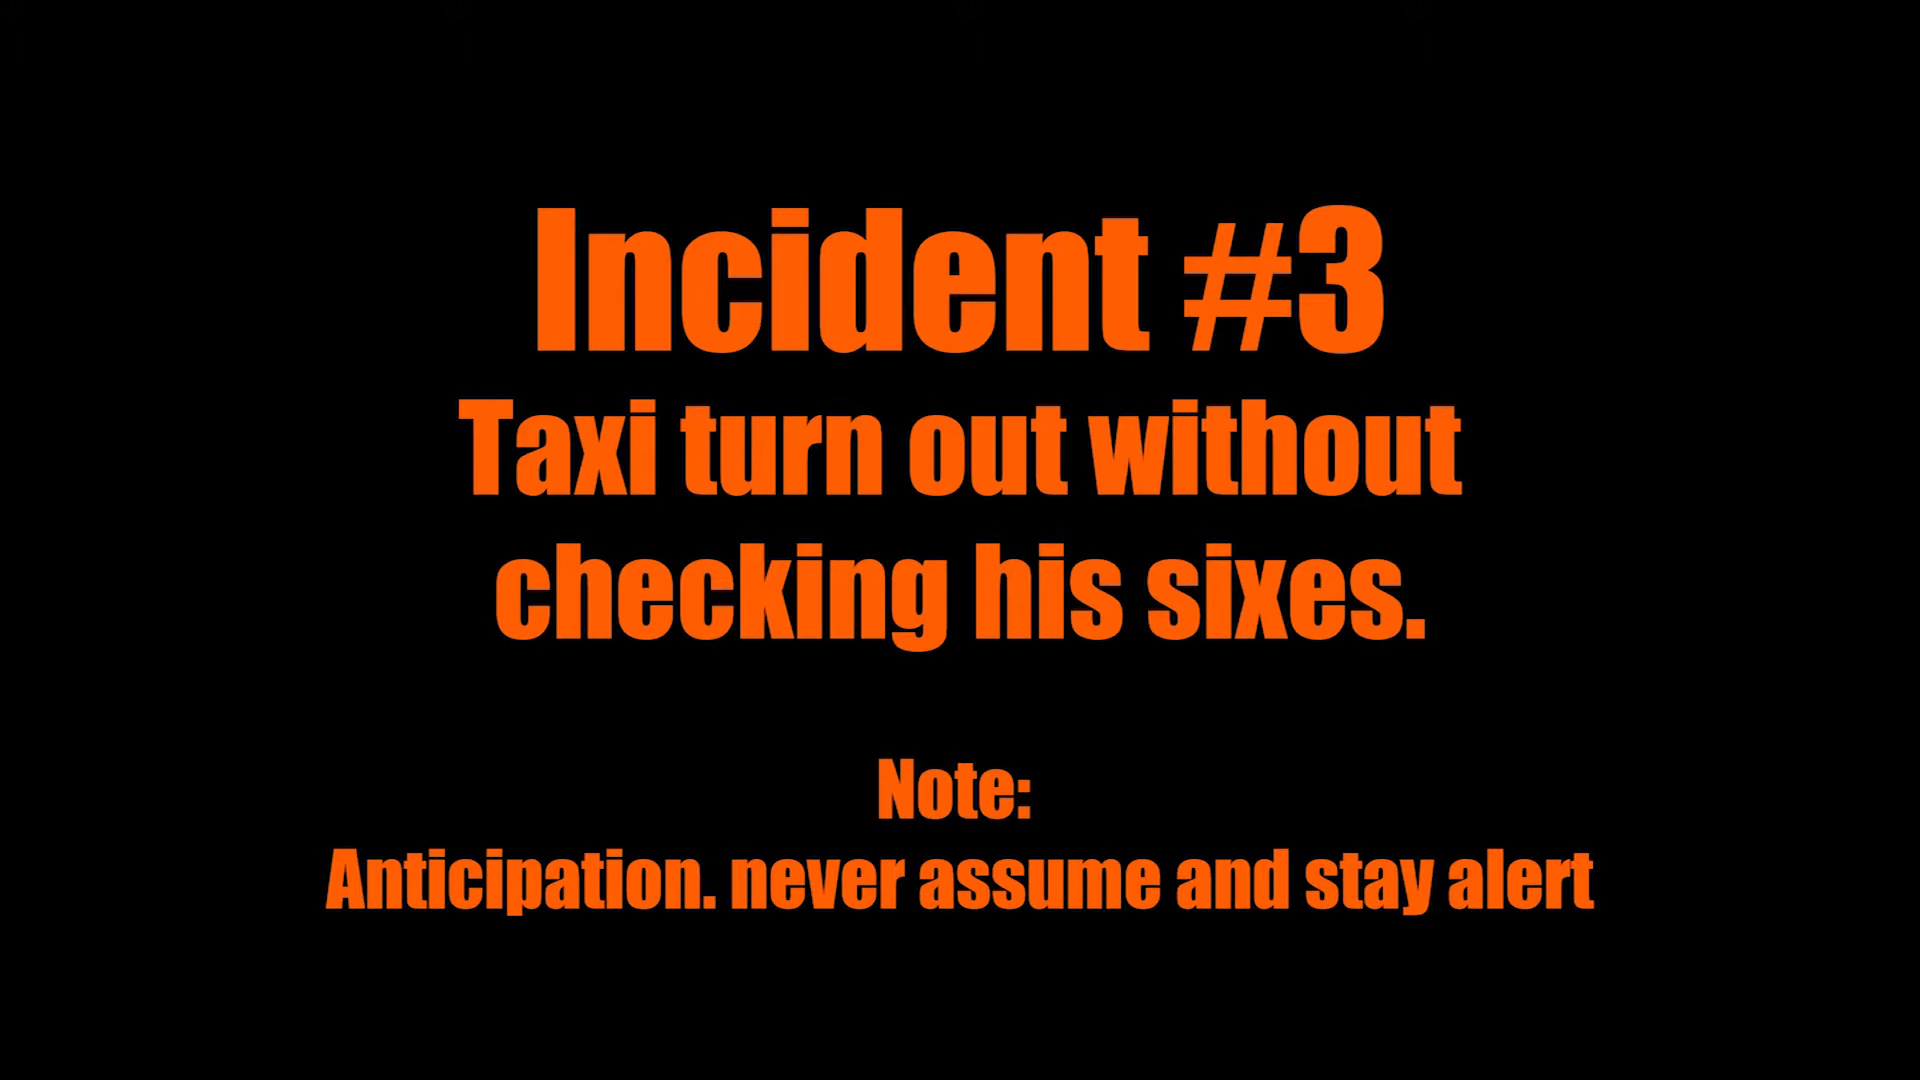 Incident #3
Taxi turn out without
checking his sixes.
Note:
Anticipation. never assume and stay alert